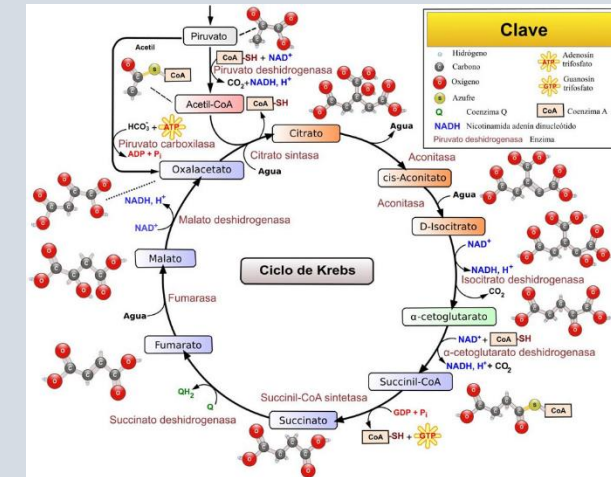 Piruvato
CoA-SH + NAD⁺
Piruvato deshidrogenasa
CO₂+NADH, H⁺
Acetil
S CoA
Acetil-CoA
CoA-SH
HCO₃⁻+ ATP
Piruvato carboxilasa
ADP + Pᵢ
Oxalacetato
Citrato sintasa
Agua
Citrato
Agua
Aconitasa
cis-Aconitato
Aconitasa
Agua
D-Isocitrato
NAD⁺
NADH, H⁺
Isocitrato deshidrogenasa
CO₂
α-cetoglutarato
NAD⁺ + CoA-SH
α-cetoglutarato deshidrogenasa
NADH, H⁺ + CO₂
Succinil-CoA
S CoA
Succinil-CoA sintetasa
GDP + Pᵢ
CoA-SH + GTP
Succinato
QH₂
Q
Succinato deshidrogenasa
Fumarato
Agua
Fumarasa
Malato
NADH, H⁺
NAD⁺
Malato deshidrogenasa
Ciclo de Krebs
Clave
Hidrógeno
C Carbono
O Oxígeno
S Azufre
Q Coenzima Q
NADH Nicotinamida adenín dinucleótido
Piruvato deshidrogenasa Enzima
ATP Adenosín
trifosfato
GTP Guanosín
trifosfato
CoA Coenzima A